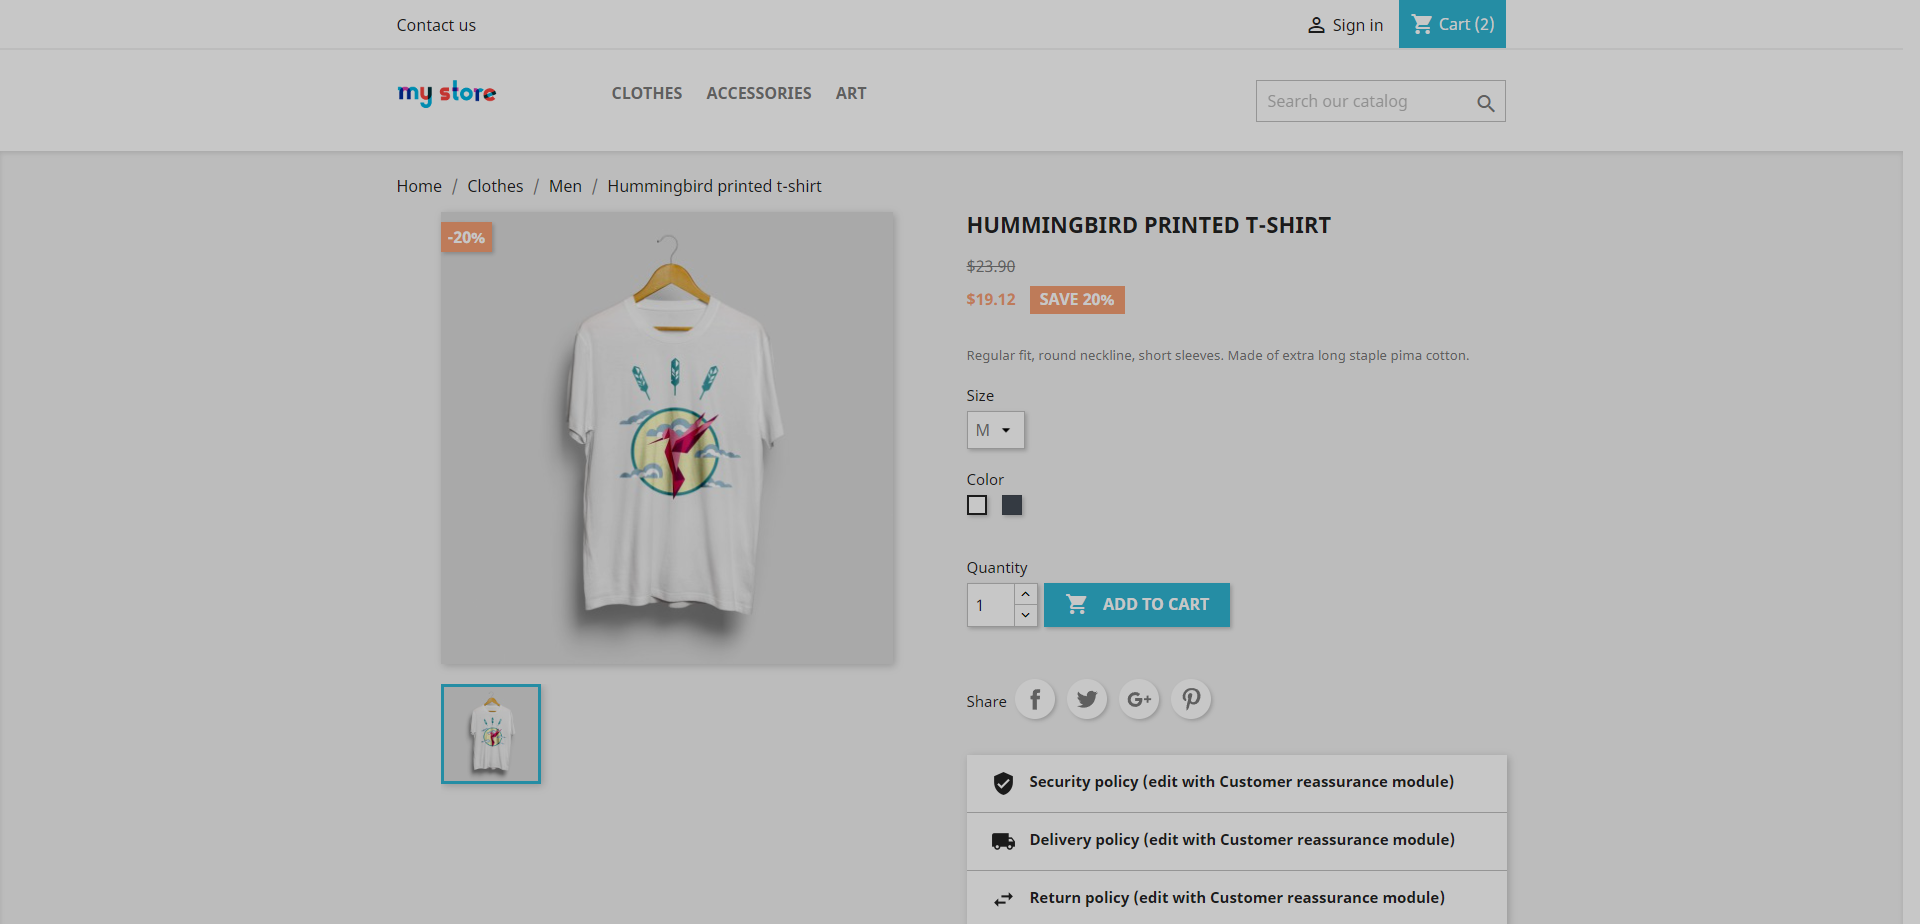 Contact us
Sign in
Cart (2)
my store
CLOTHES
ACCESSORIES
ART
Search our catalog
Home / Clothes / Men / Hummingbird printed t-shirt
-20%
HUMMINGBIRD PRINTED T-SHIRT
$23.90
$19.12 SAVE 20%
Regular fit, round neckline, short sleeves. Made of extra long staple pima cotton.
Size
M
Color
Quantity
1
ADD TO CART
Share
Security policy (edit with Customer reassurance module)
Delivery policy (edit with Customer reassurance module)
Return policy (edit with Customer reassurance module)